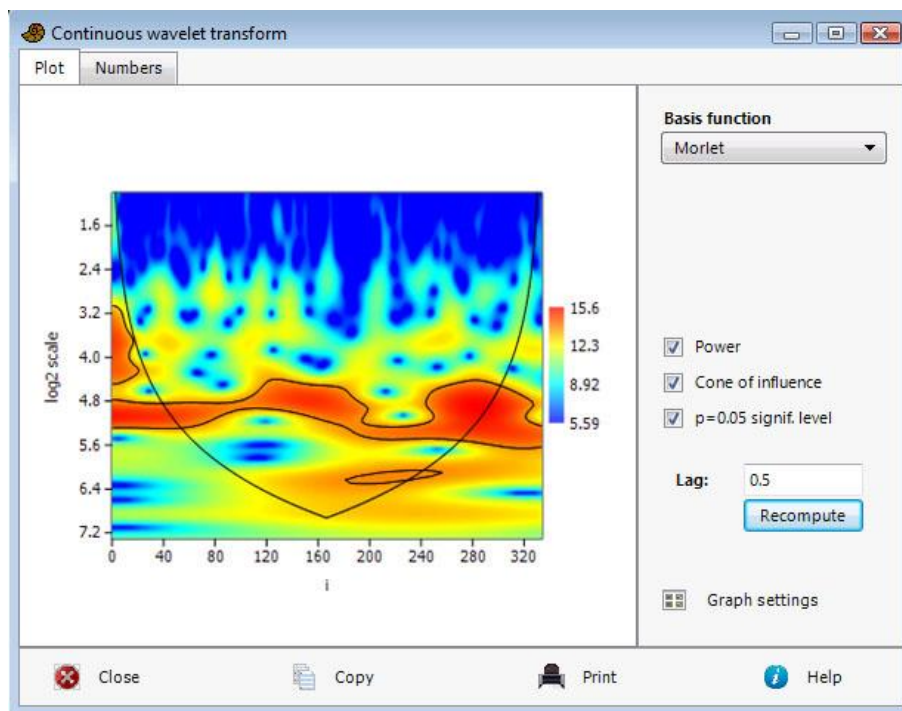 Continuous wavelet transform
Plot
Numbers
Basis function
Morlet
1.6
2.4
3.2
4.0
4.8
5.6
6.4
7.2
log2 scale
0
40
80
120
160
200
240
280
320
i
15.6
12.3
8.92
5.59
Power
Cone of influence
p=0.05 signif. level
Lag:
0.5
Recompute
Graph settings
Close
Copy
Print
Help